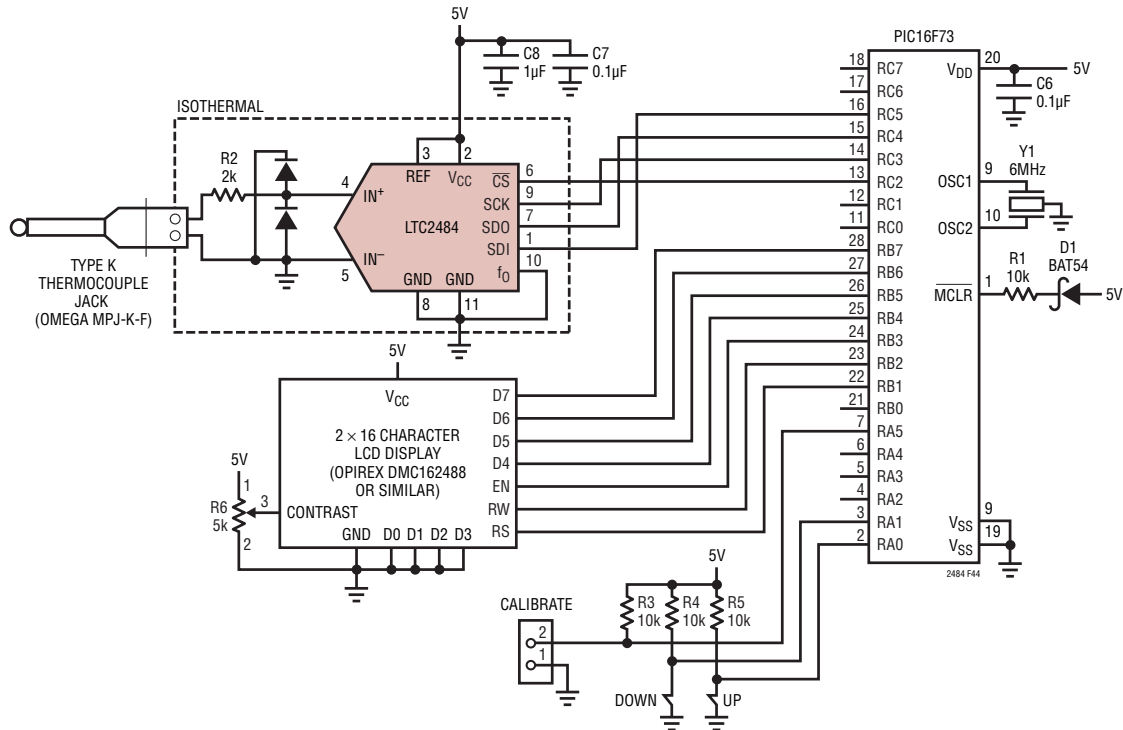 5V
C8
1µF
C7
0.1µF
ISOTHERMAL
R2
2k
3
2
REF
VCC
4
IN+
5
IN−
LTC2484
CS
6
SCK
9
SDO
7
SDI
1
fO
10
GND
GND
8
11
TYPE K
THERMOCOUPLE
JACK
(OMEGA MPJ-K-F)
PIC16F73
18
RC7
17
RC6
16
RC5
15
RC4
14
RC3
13
RC2
12
RC1
11
RC0
28
RB7
27
RB6
26
RB5
25
RB4
24
RB3
23
RB2
22
RB1
21
RB0
7
RA5
6
RA4
5
RA3
4
RA2
3
RA1
2
RA0
VDD
20
5V
C6
0.1µF
Y1
6MHz
OSC1
9
OSC2
10
R1
10k
D1
BAT54
MCLR
1
5V
VSS
9
VSS
19
2484 F44
5V
VCC
2 × 16 CHARACTER
LCD DISPLAY
(OPIREX DMC162488
OR SIMILAR)
D7
D6
D5
D4
EN
RW
RS
5V
1
R6
5k
3
2
CONTRAST
GND D0 D1 D2 D3
5V
R3
10k
R4
10k
R5
10k
CALIBRATE
2
1
DOWN
UP